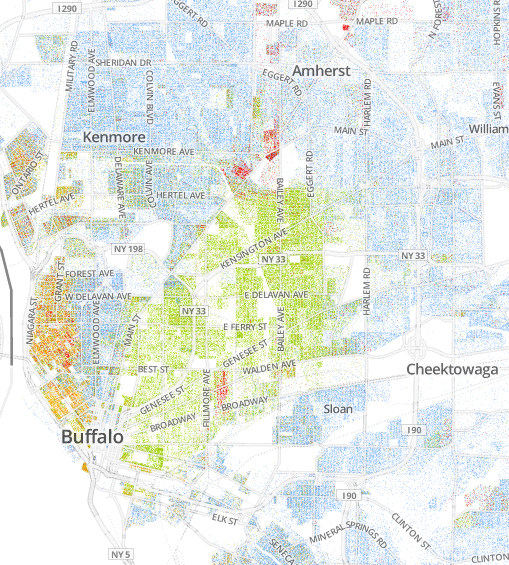 I290
I290
EGGERT RD
MAPLE RD
MAPLE RD
HOPKINS R
N FORES
MILITARY RD
ELMWOOD AVE
SHERIDAN DR
COLVIN BLVD
EGGERT RD
Amherst
HARLEM RD
EVANS ST
Kenmore
MAIN ST
William
MAIN ST
KENMORE AVE
ONTARIO ST
DELAWARE AVE
COLVIN AVE
HERTEL AVE
HERTEL AVE
BAILEY AVE
EGGERT RD
NY 198
KENSINGTON AVE
NY 33
NY 33
GRANT ST
FOREST AVE
HARLEM RD
W DELAVAN AVE
E DELAVAN AVE
NIAGARA ST
ELMWOOD AVE
MAIN ST
NY 33
E FERRY ST
BAILEY AVE
GENESEE ST
BEST ST
WALDEN AVE
Cheektowaga
FILLMORE AVE
GENESEE ST
BROADWAY
BROADWAY
Sloan
Buffalo
I 90
I 90
ELK ST
MINERAL SPRINGS RD
CLINTON ST
NY 5
SENECA
CLINTON